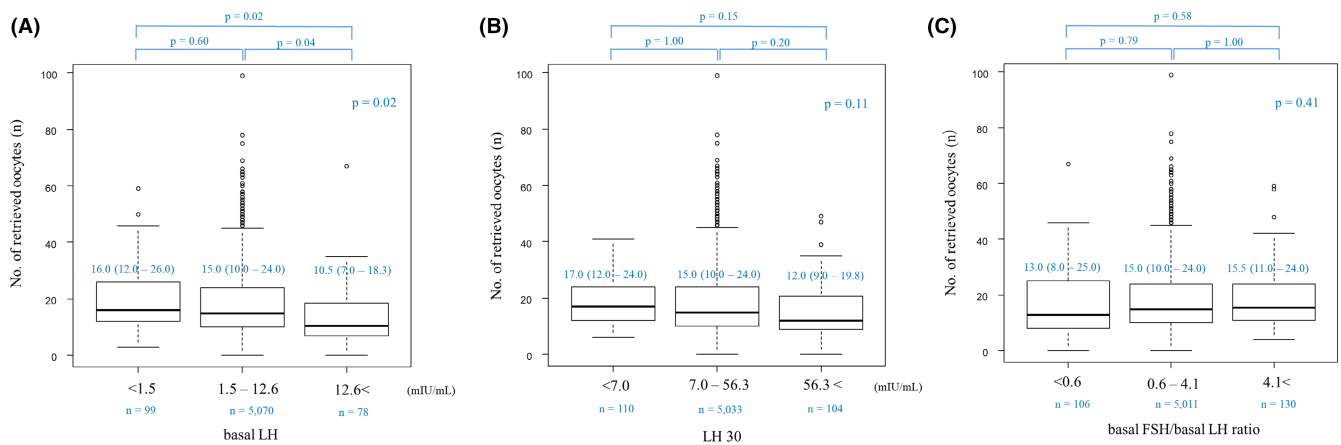 (A)
p = 0.02
p = 0.60
p = 0.04
p = 0.02
No. of retrieved oocytes (n)
100
80
60
40
20
0
16.0 (12.0 – 26.0)
15.0 (10.0 – 24.0)
10.5 (7.0 – 18.3)
<1.5
1.5 – 12.6
12.6<
(mIU/mL)
n = 99
n = 5,070
n = 78
basal LH
(B)
p = 0.15
p = 1.00
p = 0.20
p = 0.11
No. of retrieved oocytes (n)
100
80
60
40
20
0
17.0 (12.0 – 24.0)
15.0 (10.0 – 24.0)
12.0 (9.0 – 19.8)
<7.0
7.0 – 56.3
56.3 <
(mIU/mL)
n = 110
n = 5,033
n = 104
LH 30
(C)
p = 0.58
p = 0.79
p = 1.00
p = 0.41
No. of retrieved oocytes (n)
100
80
60
40
20
0
13.0 (8.0 – 25.0)
15.0 (10.0 – 24.0)
15.5 (11.0 – 24.0)
<0.6
0.6 – 4.1
4.1<
n = 106
n = 5,011
n = 130
basal FSH/basal LH ratio